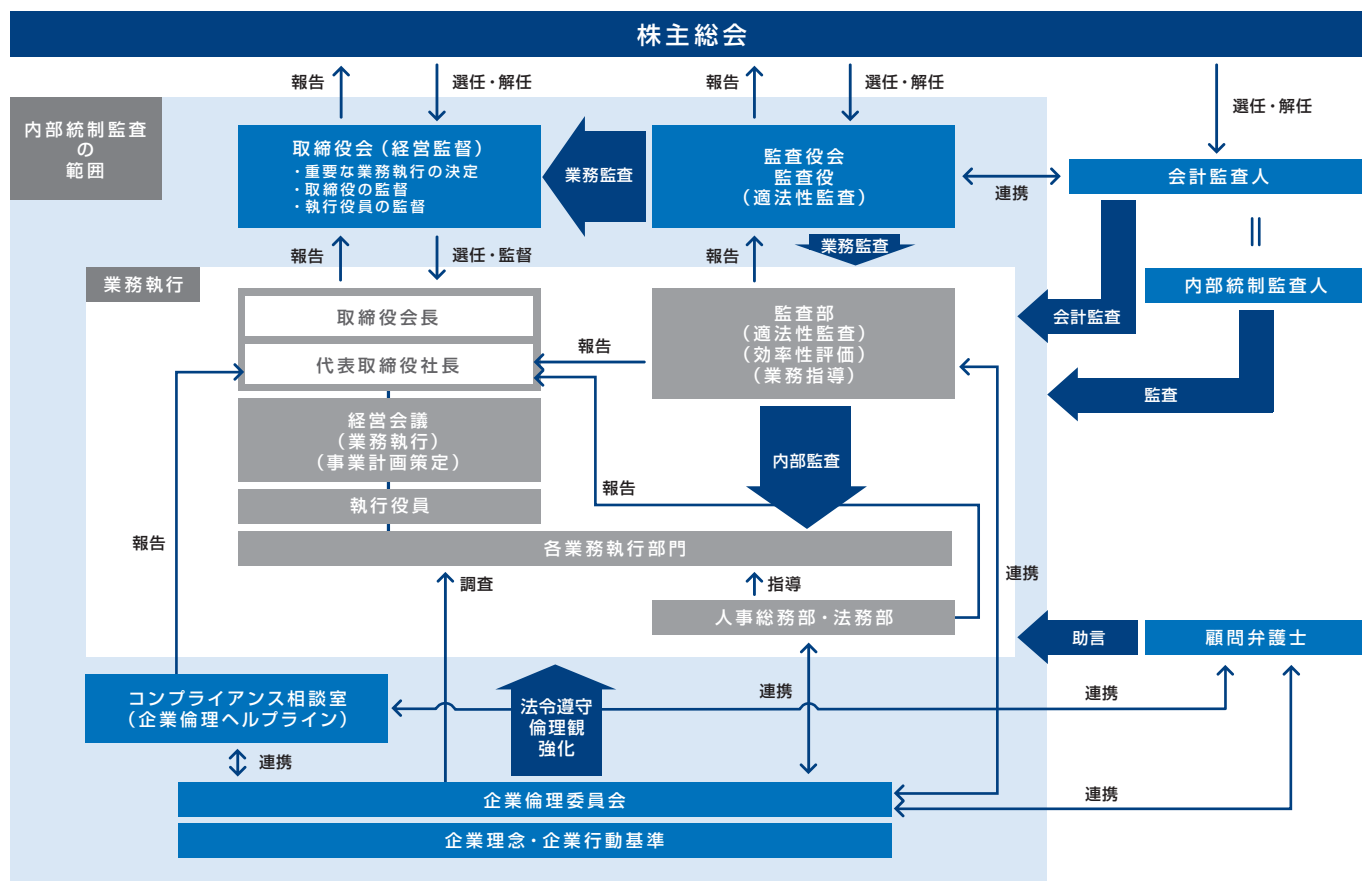 株主総会
報告
選任・解任
報告
選任・解任
選任・解任
内部統制監査
の
範囲
取締役会（経営監督）
・重要な業務執行の決定
・取締役の監督
・執行役員の監督
業務監査
監査役会
監査役
（適法性監査）
連携
会計監査人
報告
選任・監督
報告
業務監査
業務執行
取締役会長
代表取締役社長
報告
監査部
（適法性監査）
（効率性評価）
（業務指導）
会計監査
内部統制監査人
監査
経営会議
（業務執行）
（事業計画策定）
執行役員
報告
内部監査
報告
各業務執行部門
調査
指導
連携
人事総務部・法務部
助言
顧問弁護士
コンプライアンス相談室
（企業倫理ヘルプライン）
法令遵守
倫理観
強化
連携
連携
連携
企業倫理委員会
連携
企業理念・企業行動基準